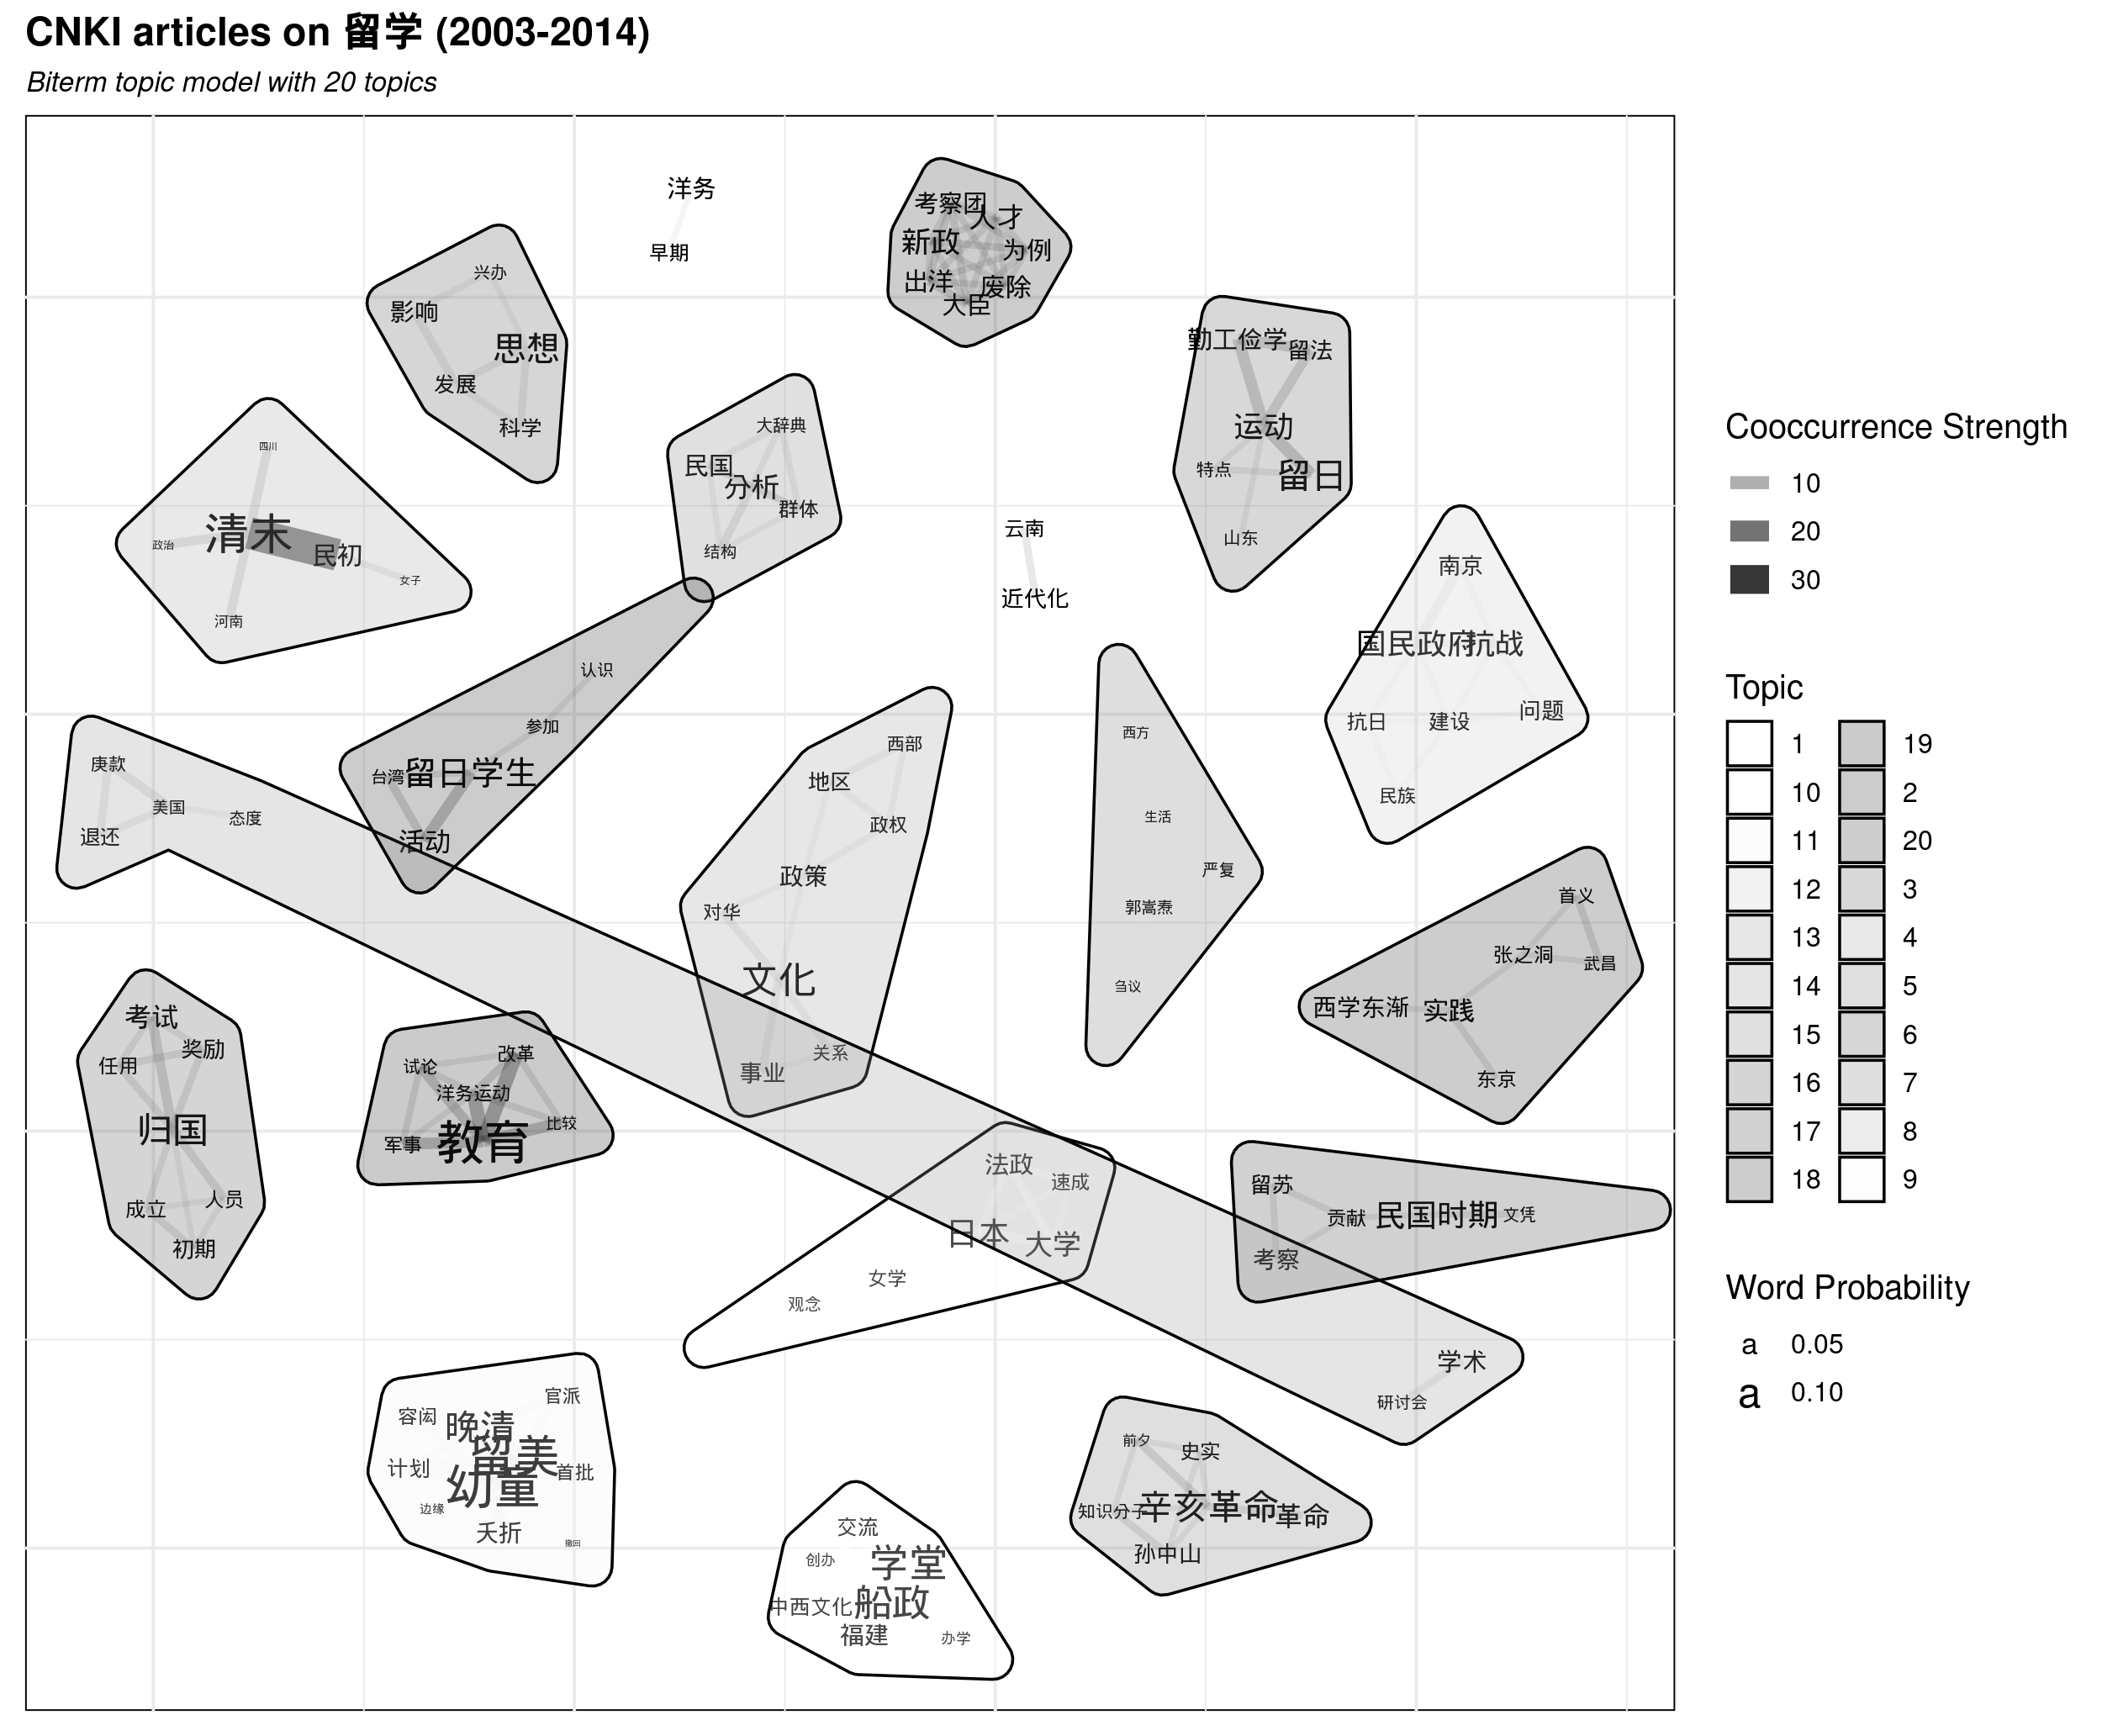 CNKI articles on 留学 (2003-2014)
Biterm topic model with 20 topics
洋务
早期
考察团
人才
新政
为例
出洋
废除
大臣
兴办
影响
思想
发展
科学
勤工俭学
留法
运动
特点
留日
山东
大辞典
民国
分析
群体
结构
四川
清末
政治
民初
女子
河南
云南
近代化
南京
国民政府
抗战
抗日
建设
问题
民族
认识
参加
台湾
留日学生
活动
庚款
美国
态度
退还
西部
地区
政权
政策
对华
文化
事业
关系
西方
生活
严复
郭嵩焘
刍议
首义
张之洞
武昌
西学东渐
实践
东京
考试
奖励
任用
归国
成立
人员
初期
试论
改革
洋务运动
比较
军事
教育
法政
速成
日本
大学
女学
观念
留苏
贡献
民国时期
文凭
考察
学术
研讨会
官派
容闳
晚清
留美
计划
幼童
首批
边缘
夭折
撤回
交流
创办
学堂
中西文化
船政
福建
办学
前夕
史实
知识分子
辛亥革命
革命
孙中山
Cooccurrence Strength
10
20
30
Topic
1 19
10 2
11 20
12 3
13 4
14 5
15 6
16 7
17 8
18 9
Word Probability
a 0.05
a 0.10